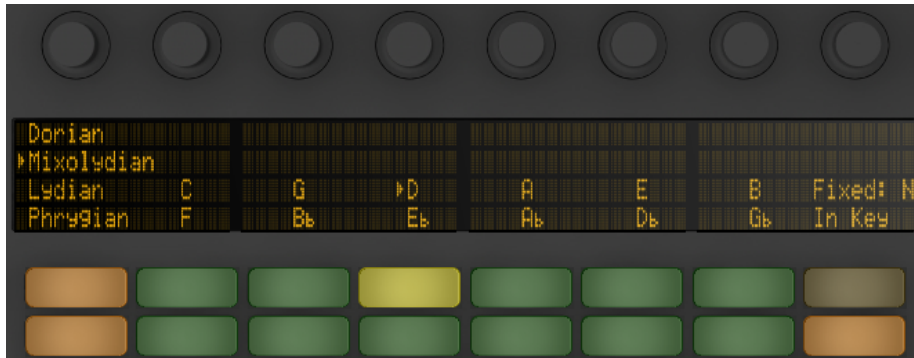 Dorian
▸Mixolydian
Lydian C G ▸D A E B Fixed: N
Phrygian F B♭ E♭ A♭ D♭ G♭ In Key